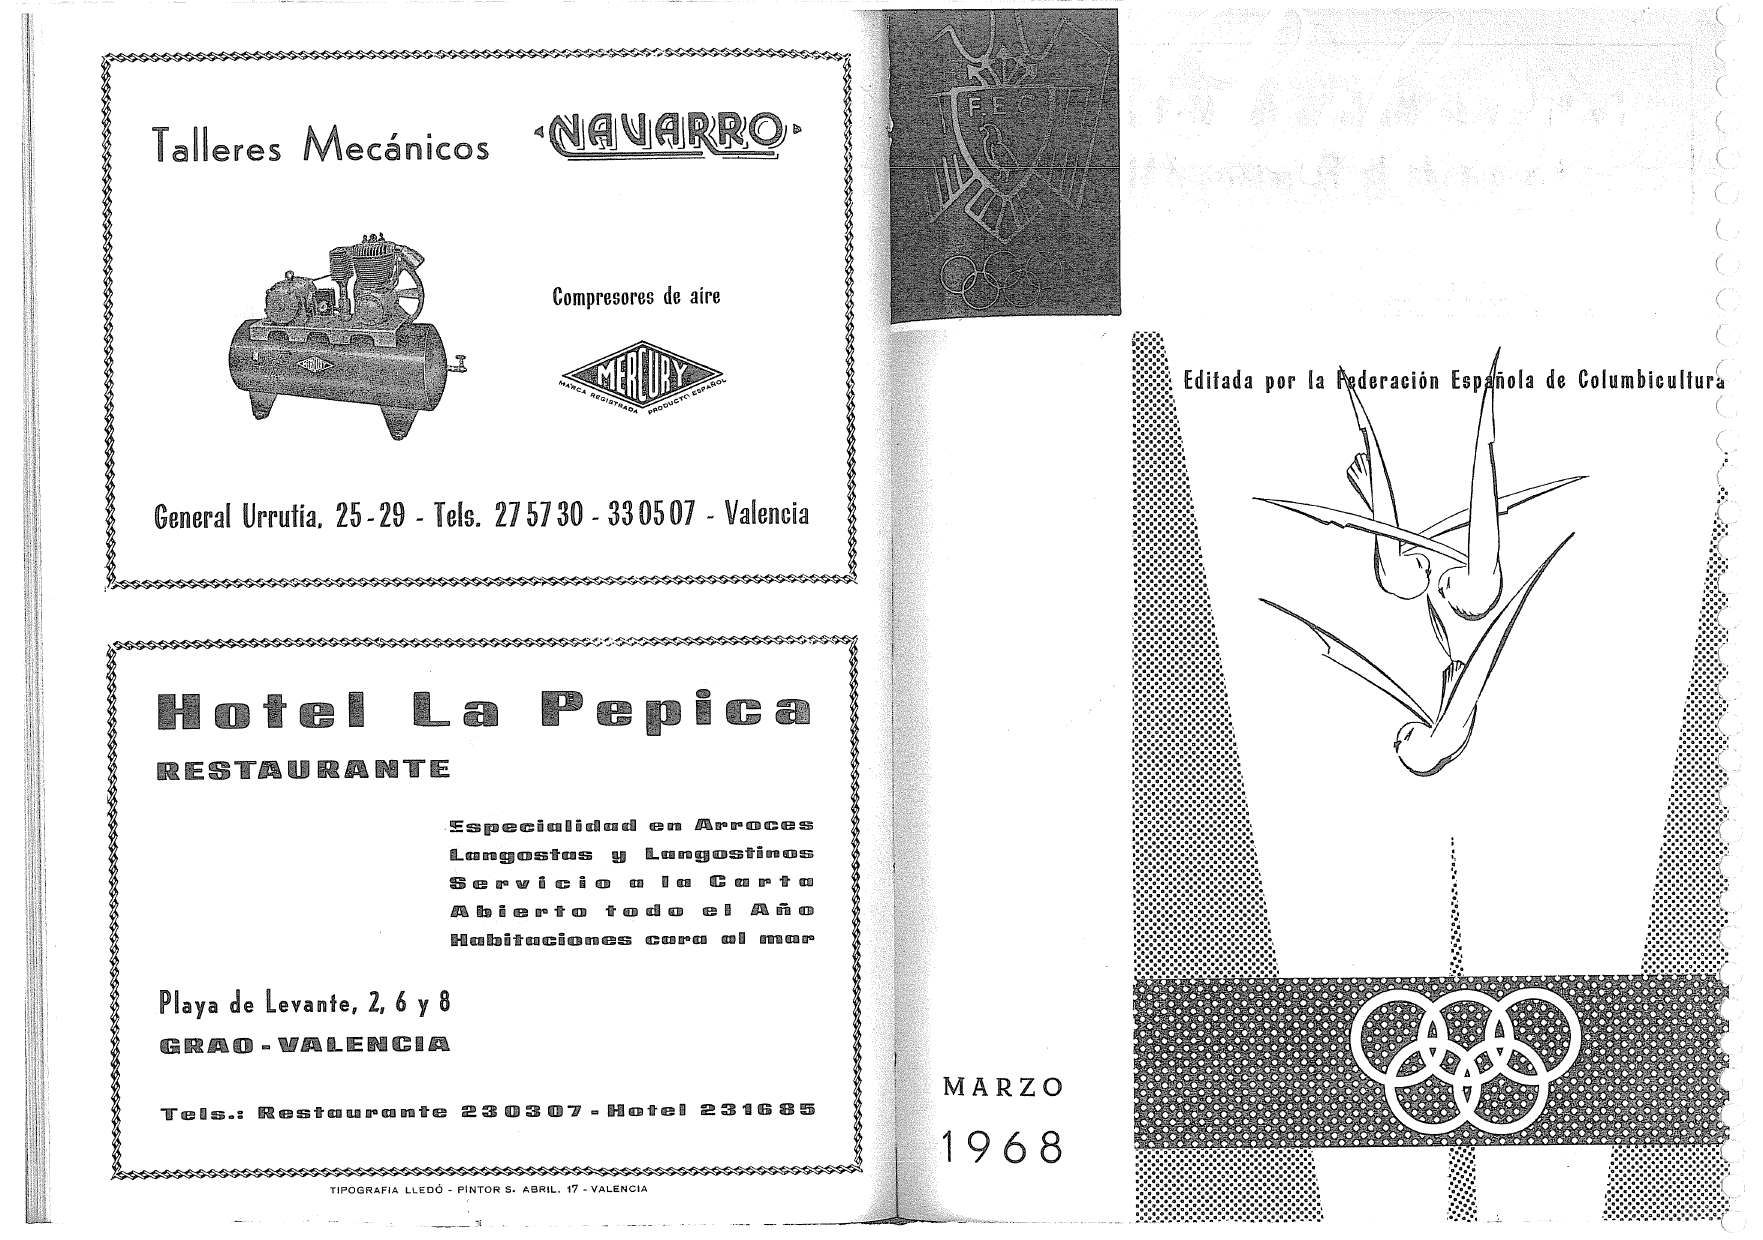 Talleres Mecánicos NAVARRO
Compresores de aire
MERCURY
MARCA REGISTRADA PRODUCTO ESPAÑOL
General Urrutia, 25-29 - Tels. 27 57 30 - 33 05 07 - Valencia
Hotel La Pepica
RESTAURANTE
Especialidad en Arroces
Langostas y Langostinos
Servicio a la Carta
Abierto todo el Año
Habitaciones cara al mar
Playa de Levante, 2, 6 y 8
GRAO - VALENCIA
Tels.: Restaurante 230307 - Hotel 231685
TIPOGRAFIA LLEDÓ - PINTOR S. ABRIL, 17 - VALENCIA
F.E.C
Editada por la Federación Española de Columbicultura
MARZO
1968